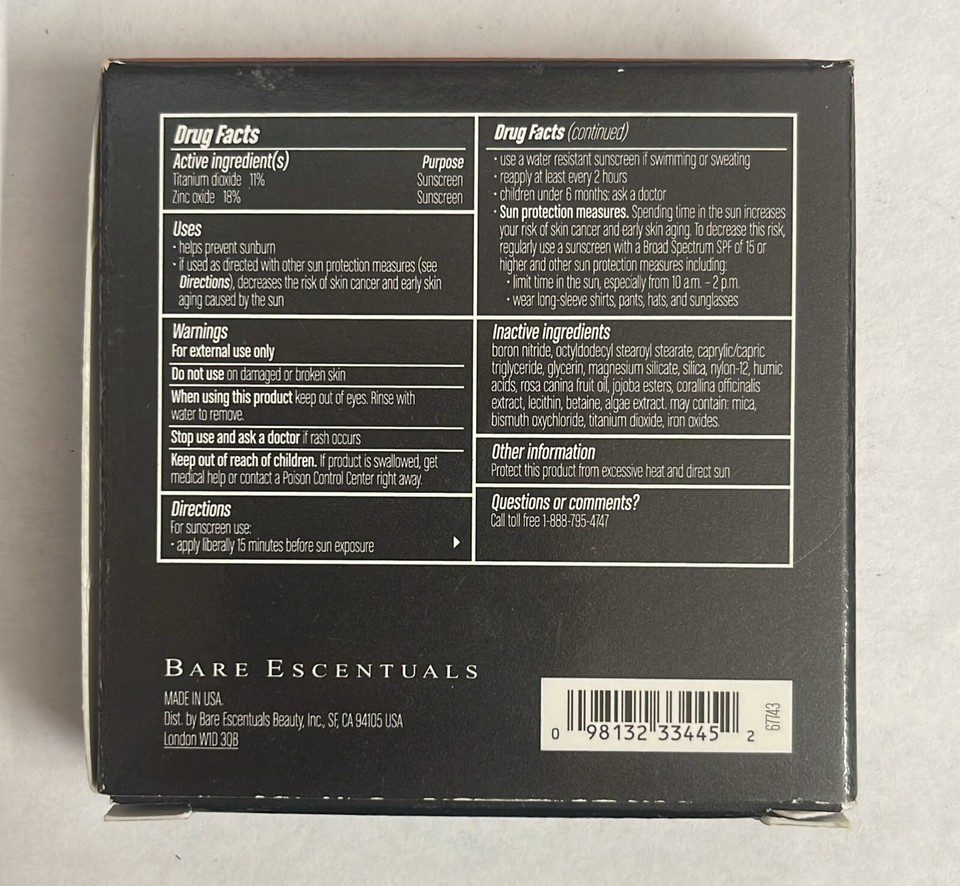 Drug Facts
Active ingredient(s) Purpose
Titanium dioxide 11% Sunscreen
Zinc oxide 18% Sunscreen
Uses
• helps prevent sunburn
• if used as directed with other sun protection measures (see
Directions), decreases the risk of skin cancer and early skin
aging caused by the sun
Warnings
For external use only
Do not use on damaged or broken skin
When using this product keep out of eyes. Rinse with
water to remove.
Stop use and ask a doctor if rash occurs
Keep out of reach of children. If product is swallowed, get
medical help or contact a Poison Control Center right away.
Directions
For sunscreen use:
• apply liberally 15 minutes before sun exposure
Drug Facts (continued)
• use a water resistant sunscreen if swimming or sweating
• reapply at least every 2 hours
• children under 6 months: ask a doctor
• Sun protection measures. Spending time in the sun increases
your risk of skin cancer and early skin aging. To decrease this risk,
regularly use a sunscreen with a Broad Spectrum SPF of 15 or
higher and other sun protection measures including:
• limit time in the sun, especially from 10 a.m. – 2 p.m.
• wear long-sleeve shirts, pants, hats, and sunglasses
Inactive ingredients
boron nitride, octyldodecyl stearoyl stearate, caprylic/capric
triglyceride, glycerin, magnesium silicate, silica, nylon-12, humic
acids, rosa canina fruit oil, jojoba esters, corallina officinalis
extract, lecithin, betaine, algae extract. may contain: mica,
bismuth oxychloride, titanium dioxide, iron oxides.
Other information
Protect this product from excessive heat and direct sun
Questions or comments?
Call toll free 1-888-795-4747
BARE ESCENTUALS
MADE IN USA.
Dist. by Bare Escentuals Beauty, Inc., SF, CA 94105 USA
London W1D 3QB
0 98132 33445 2
67743